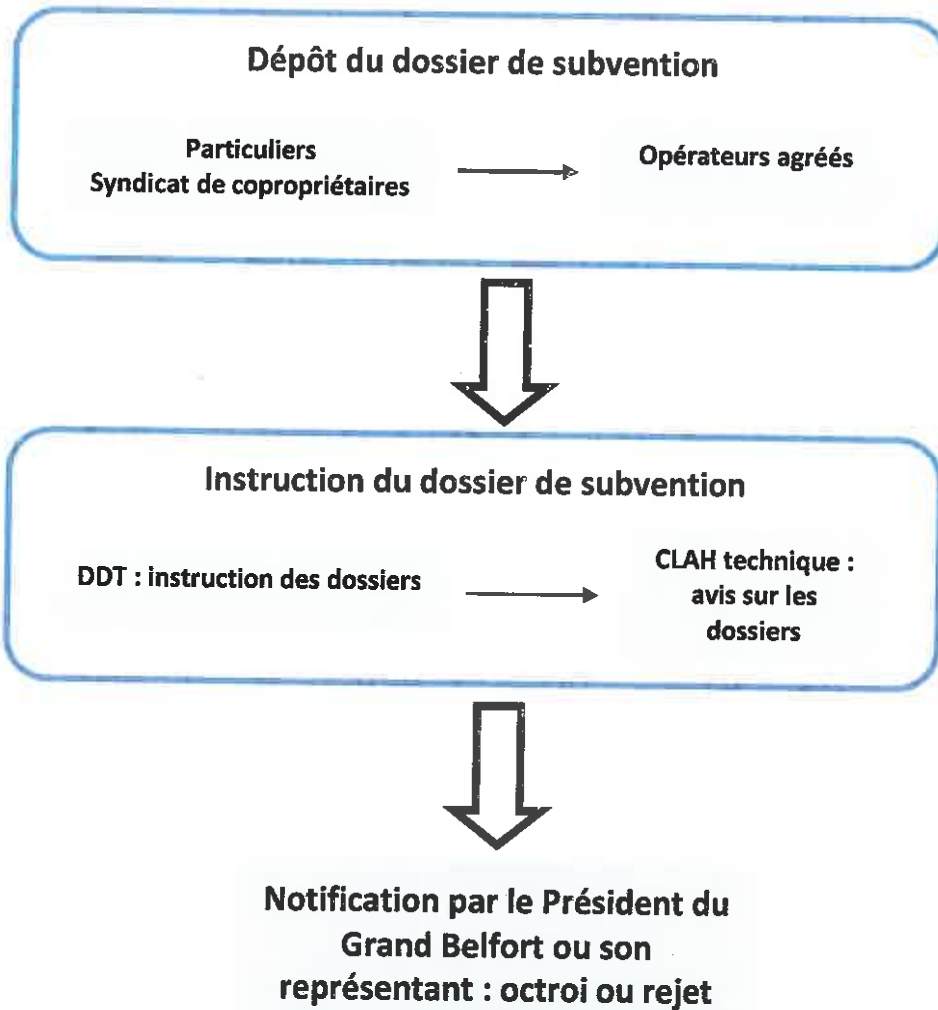 Dépôt du dossier de subvention
Particuliers
Syndicat de copropriétaires
Opérateurs agréés
Instruction du dossier de subvention
DDT : instruction des dossiers
CLAH technique :
avis sur les
dossiers
Notification par le Président du
Grand Belfort ou son
représentant : octroi ou rejet